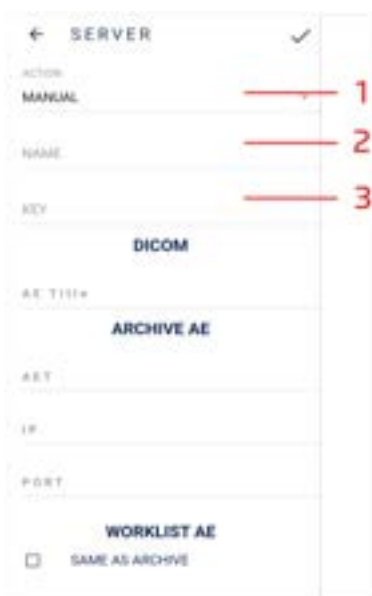 SERVER
ACTION
MANUAL
1
NAME
2
KEY
3
DICOM
AE Title
ARCHIVE AE
AET
IP
PORT
WORKLIST AE
SAME AS ARCHIVE